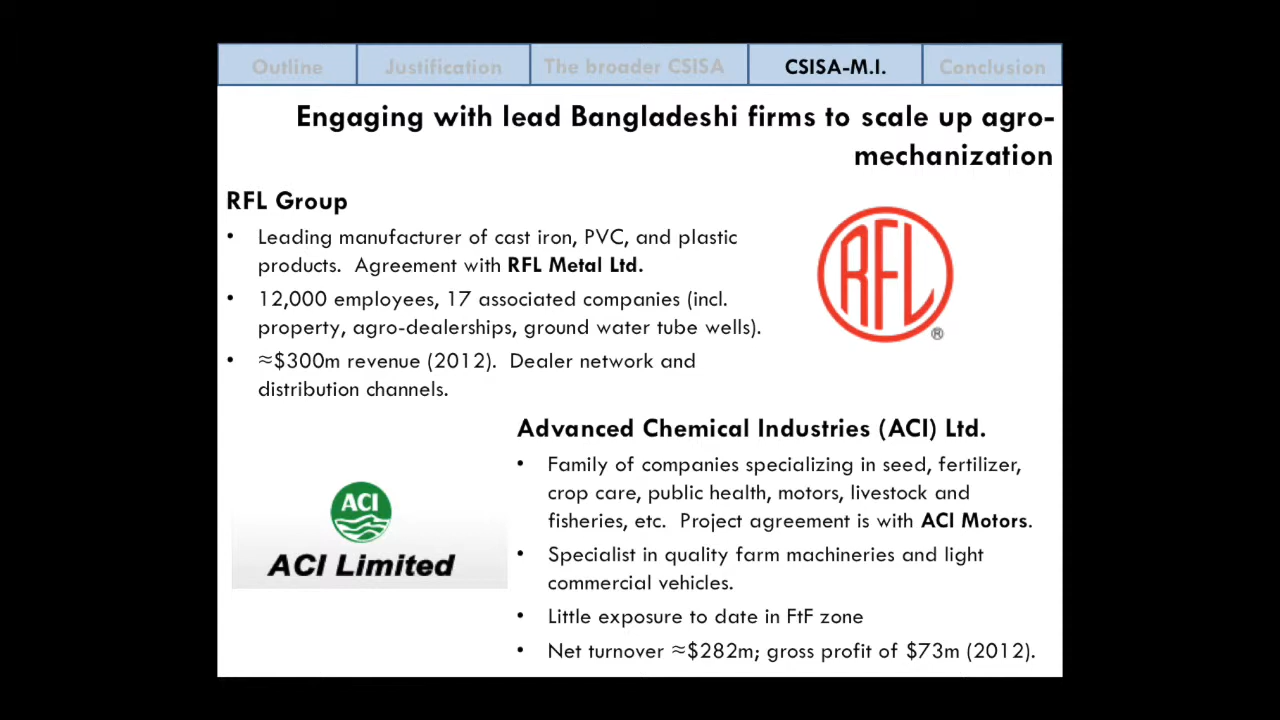 Outline Justification The broader CSISA CSISA-M.I. Conclusion
Engaging with lead Bangladeshi firms to scale up agro-
mechanization
RFL Group
• Leading manufacturer of cast iron, PVC, and plastic
products. Agreement with RFL Metal Ltd.
• 12,000 employees, 17 associated companies (incl.
property, agro-dealerships, ground water tube wells).
• ≈$300m revenue (2012). Dealer network and
distribution channels.
RFL ®
Advanced Chemical Industries (ACI) Ltd.
• Family of companies specializing in seed, fertilizer,
crop care, public health, motors, livestock and
fisheries, etc. Project agreement is with ACI Motors.
• Specialist in quality farm machineries and light
commercial vehicles.
• Little exposure to date in FtF zone
• Net turnover ≈$282m; gross profit of $73m (2012).
ACI
ACI Limited